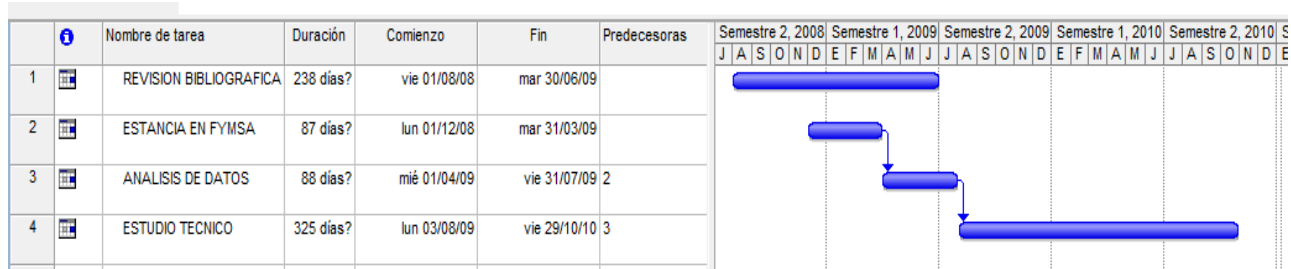 Nombre de tarea Duración Comienzo Fin Predecesoras Semestre 2, 2008 Semestre 1, 2009 Semestre 2, 2009 Semestre 1, 2010 Semestre 2, 2010 S
J A S O N D E F M A M J J A S O N D E F M A M J J A S O N D E
1 REVISION BIBLIOGRAFICA 238 días? vie 01/08/08 mar 30/06/09
2 ESTANCIA EN FYMSA 87 días? lun 01/12/08 mar 31/03/09
3 ANALISIS DE DATOS 88 días? mié 01/04/09 vie 31/07/09 2
4 ESTUDIO TECNICO 325 días? lun 03/08/09 vie 29/10/10 3